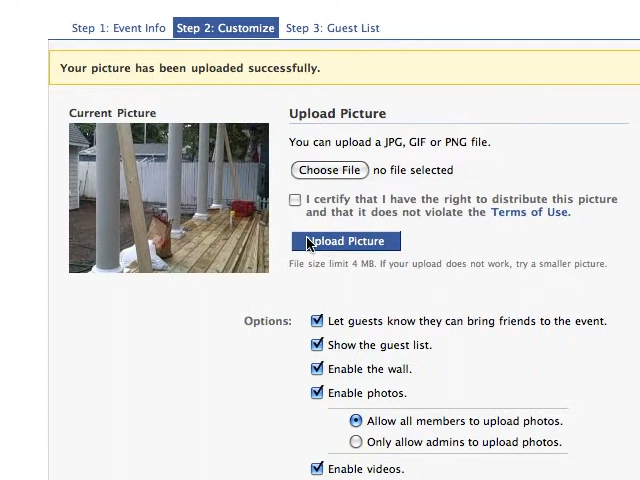 Step 1: Event Info Step 2: Customize Step 3: Guest List
Your picture has been uploaded successfully.
Current Picture
Upload Picture
You can upload a JPG, GIF or PNG file.
Choose File no file selected
I certify that I have the right to distribute this picture
and that it does not violate the Terms of Use.
Upload Picture
File size limit 4 MB. If your upload does not work, try a smaller picture.
Options: Let guests know they can bring friends to the event.
Show the guest list.
Enable the wall.
Enable photos.
Allow all members to upload photos.
Only allow admins to upload photos.
Enable videos.